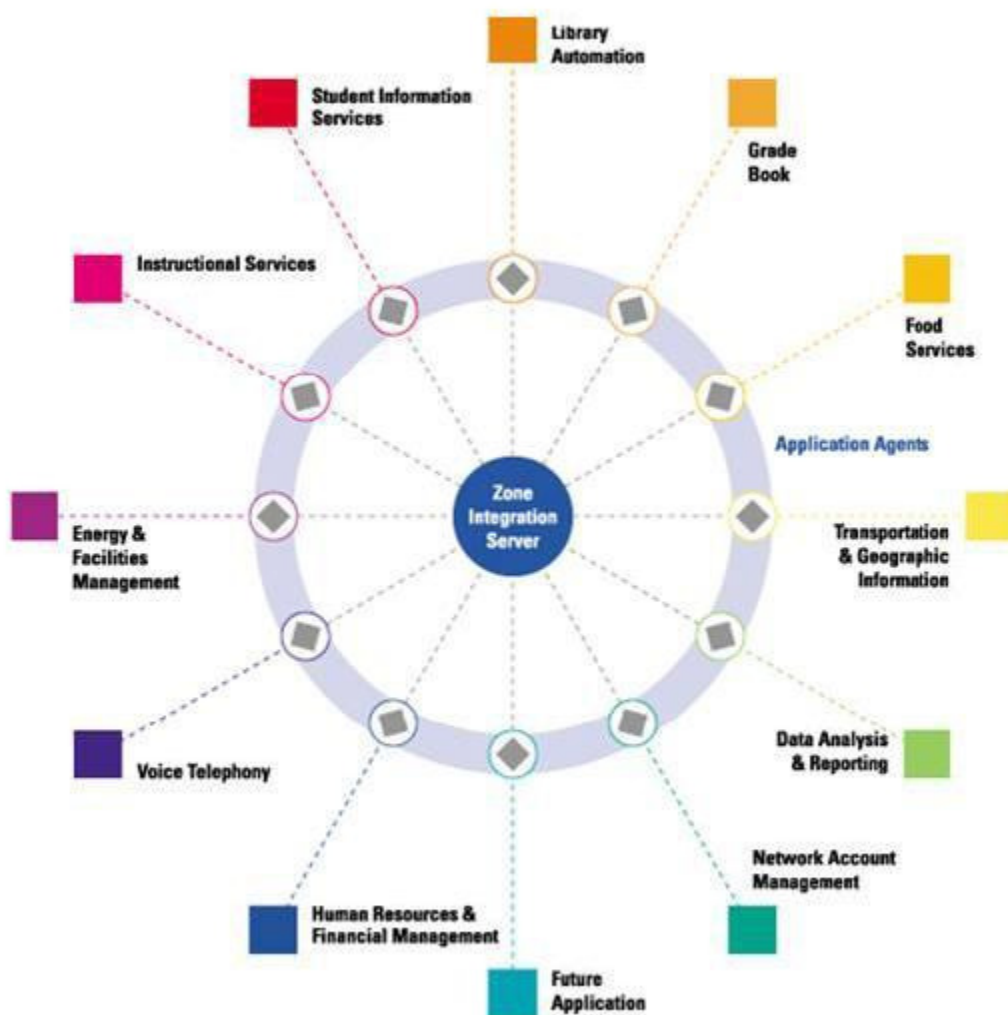 Library
Automation
Student Information
Services
Grade
Book
Instructional Services
Food
Services
Application Agents
Zone
Integration
Server
Energy &
Facilities
Management
Transportation
& Geographic
Information
Voice Telephony
Data Analysis
& Reporting
Network Account
Management
Human Resources &
Financial Management
Future
Application